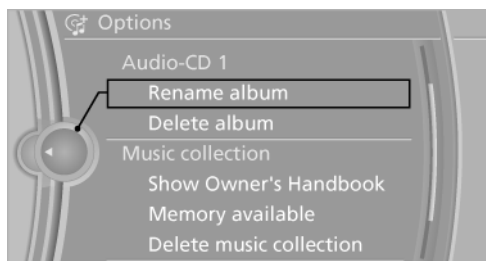 Options
Audio-CD 1
Rename album
Delete album
Music collection
Show Owner's Handbook
Memory available
Delete music collection